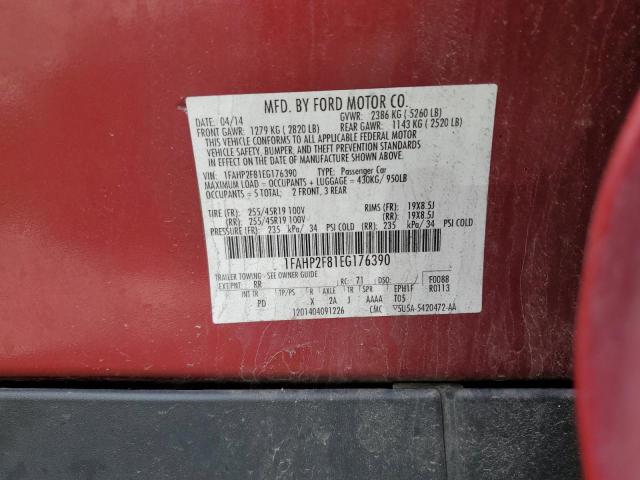 MFD. BY FORD MOTOR CO.
DATE: 04/14 GVWR: 2386 KG ( 5260 LB)
FRONT GAWR: 1279 KG ( 2820 LB) REAR GAWR: 1143 KG ( 2520 LB)
THIS VEHICLE CONFORMS TO ALL APPLICABLE FEDERAL MOTOR
VEHICLE SAFETY, BUMPER, AND THEFT PREVENTION STANDARDS
IN EFFECT ON THE DATE OF MANUFACTURE SHOWN ABOVE.
VIN: 1FAHP2F81EG176390 TYPE: Passenger Car
MAXIMUM LOAD = OCCUPANTS + LUGGAGE = 430KG/ 950LB
OCCUPANTS = 5 TOTAL: 2 FRONT, 3 REAR
TIRE (FR): 255/45R19 100V RIMS (FR): 19X8.5J
(RR): 255/45R19 100V (RR): 19X8.5J
PRESSURE (FR): 235 kPa/ 34 PSI COLD (RR): 235 kPa/ 34 PSI COLD
1FAHP2F81EG176390
TRAILER TOWING - SEE OWNER GUIDE
EXT PNT: RR RC: 71 DSO: F0088
INT TR TP/PS R AXLE TR SPR EPH1F R0113
PD X 2A J AAAA TOS
1201404091226 CMC 5U5A-5420472-AA